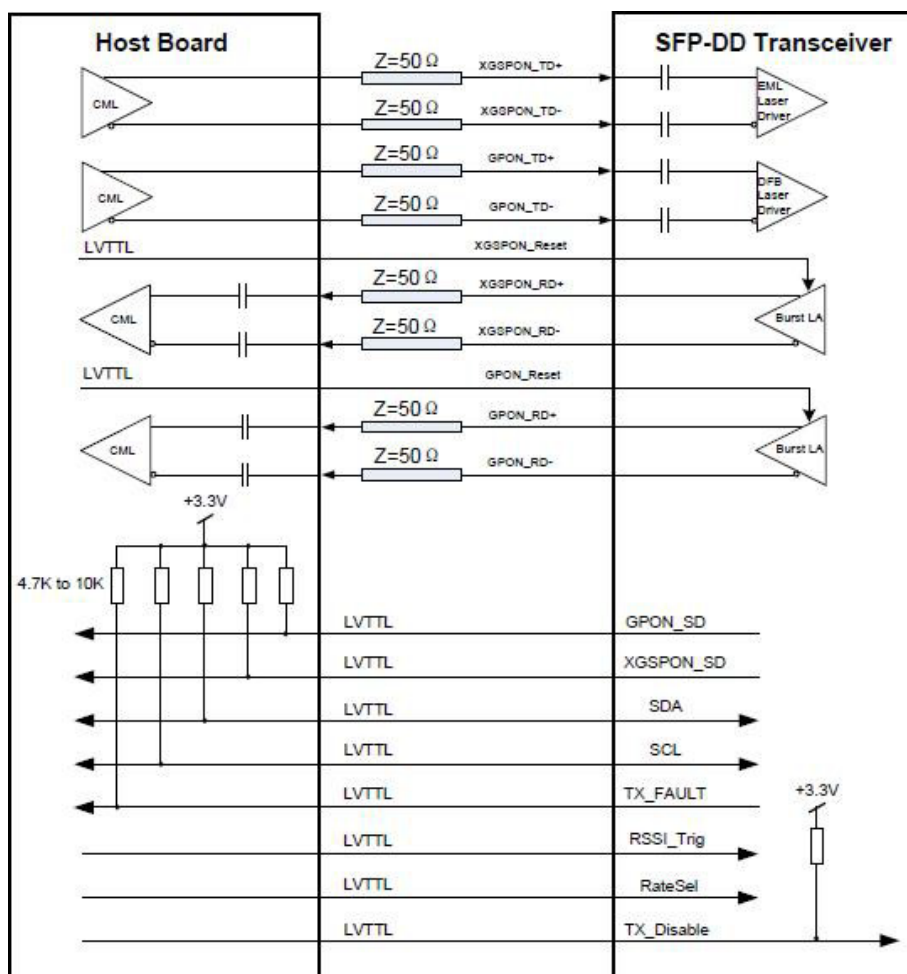 Host Board
SFP-DD Transceiver
CML
Z=50 Ω
XGSPON_TD+
EML
Laser
Driver
Z=50 Ω
XGSPON_TD-
CML
Z=50 Ω
GPON_TD+
DFB
Laser
Driver
Z=50 Ω
GPON_TD-
LVTTL
XGSPON_Reset
CML
Z=50 Ω
XGSPON_RD+
Burst LA
Z=50 Ω
XGSPON_RD-
LVTTL
GPON_Reset
CML
Z=50 Ω
GPON_RD+
Burst LA
Z=50 Ω
GPON_RD-
+3.3V
4.7K to 10K
LVTTL
GPON_SD
LVTTL
XGSPON_SD
LVTTL
SDA
LVTTL
SCL
LVTTL
TX_FAULT
+3.3V
LVTTL
RSSI_Trig
LVTTL
RateSel
LVTTL
TX_Disable